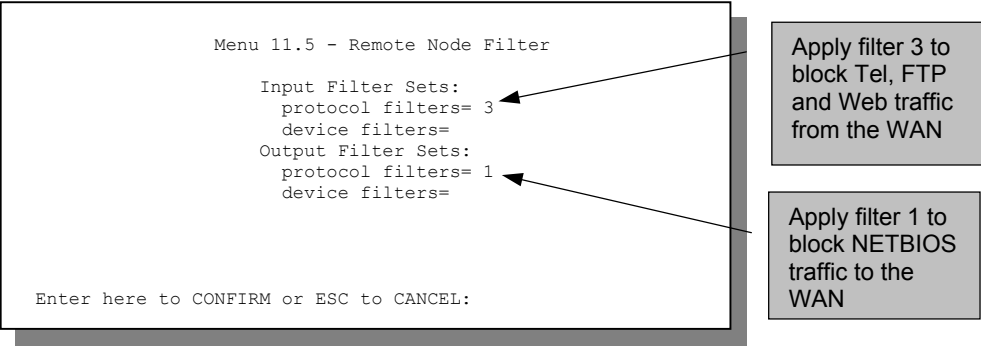 Menu 11.5 - Remote Node Filter
Input Filter Sets:
protocol filters= 3
device filters=
Output Filter Sets:
protocol filters= 1
device filters=
Enter here to CONFIRM or ESC to CANCEL:
Apply filter 3 to
block Tel, FTP
and Web traffic
from the WAN
Apply filter 1 to
block NETBIOS
traffic to the
WAN